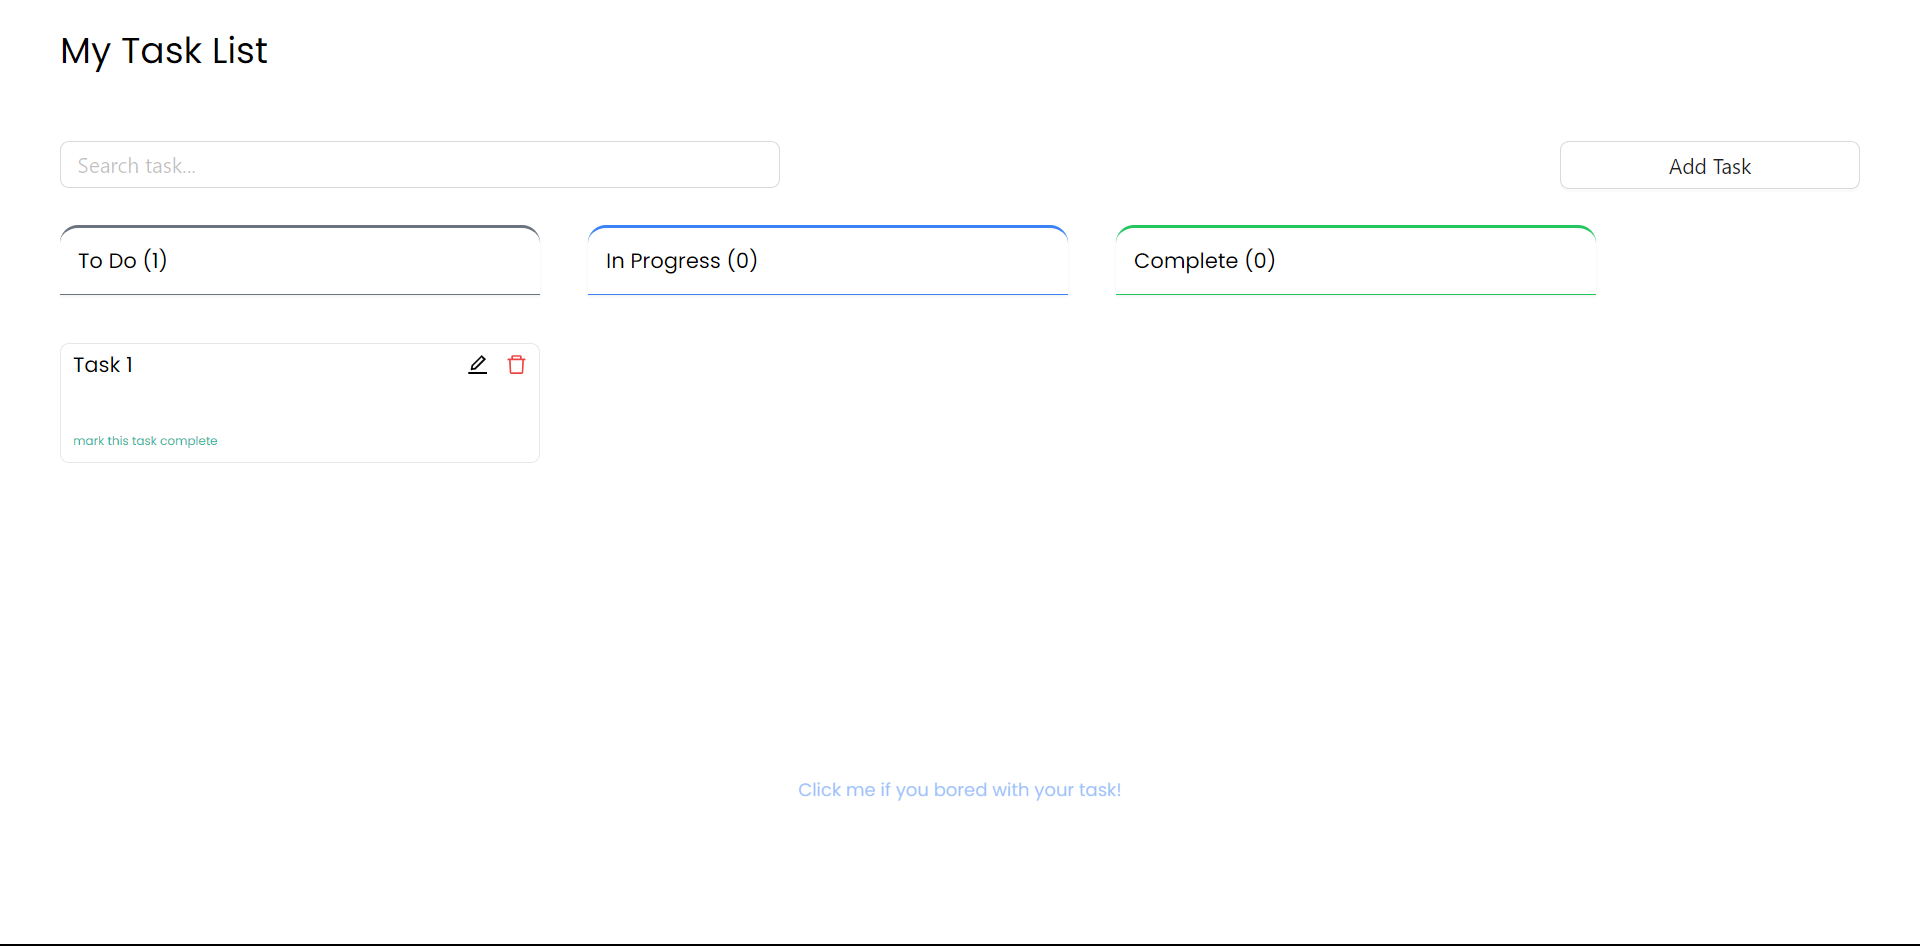 My Task List
Search task...
Add Task
To Do (1)
In Progress (0)
Complete (0)
Task 1
mark this task complete
Click me if you bored with your task!